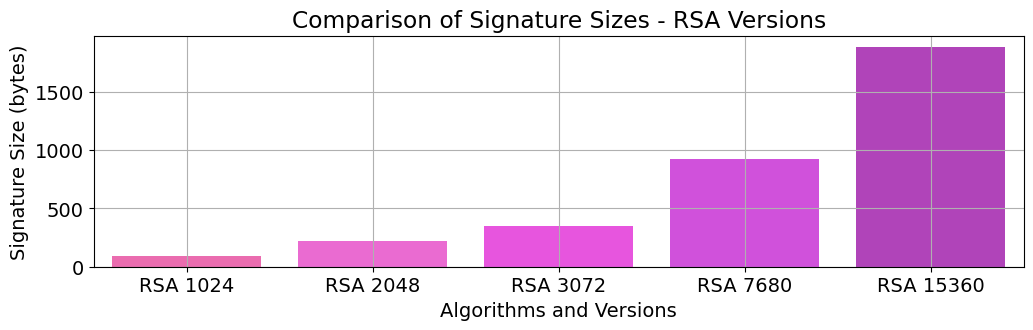 Comparison of Signature Sizes - RSA Versions
Signature Size (bytes)
1500
1000
500
0
RSA 1024 RSA 2048 RSA 3072 RSA 7680 RSA 15360
Algorithms and Versions